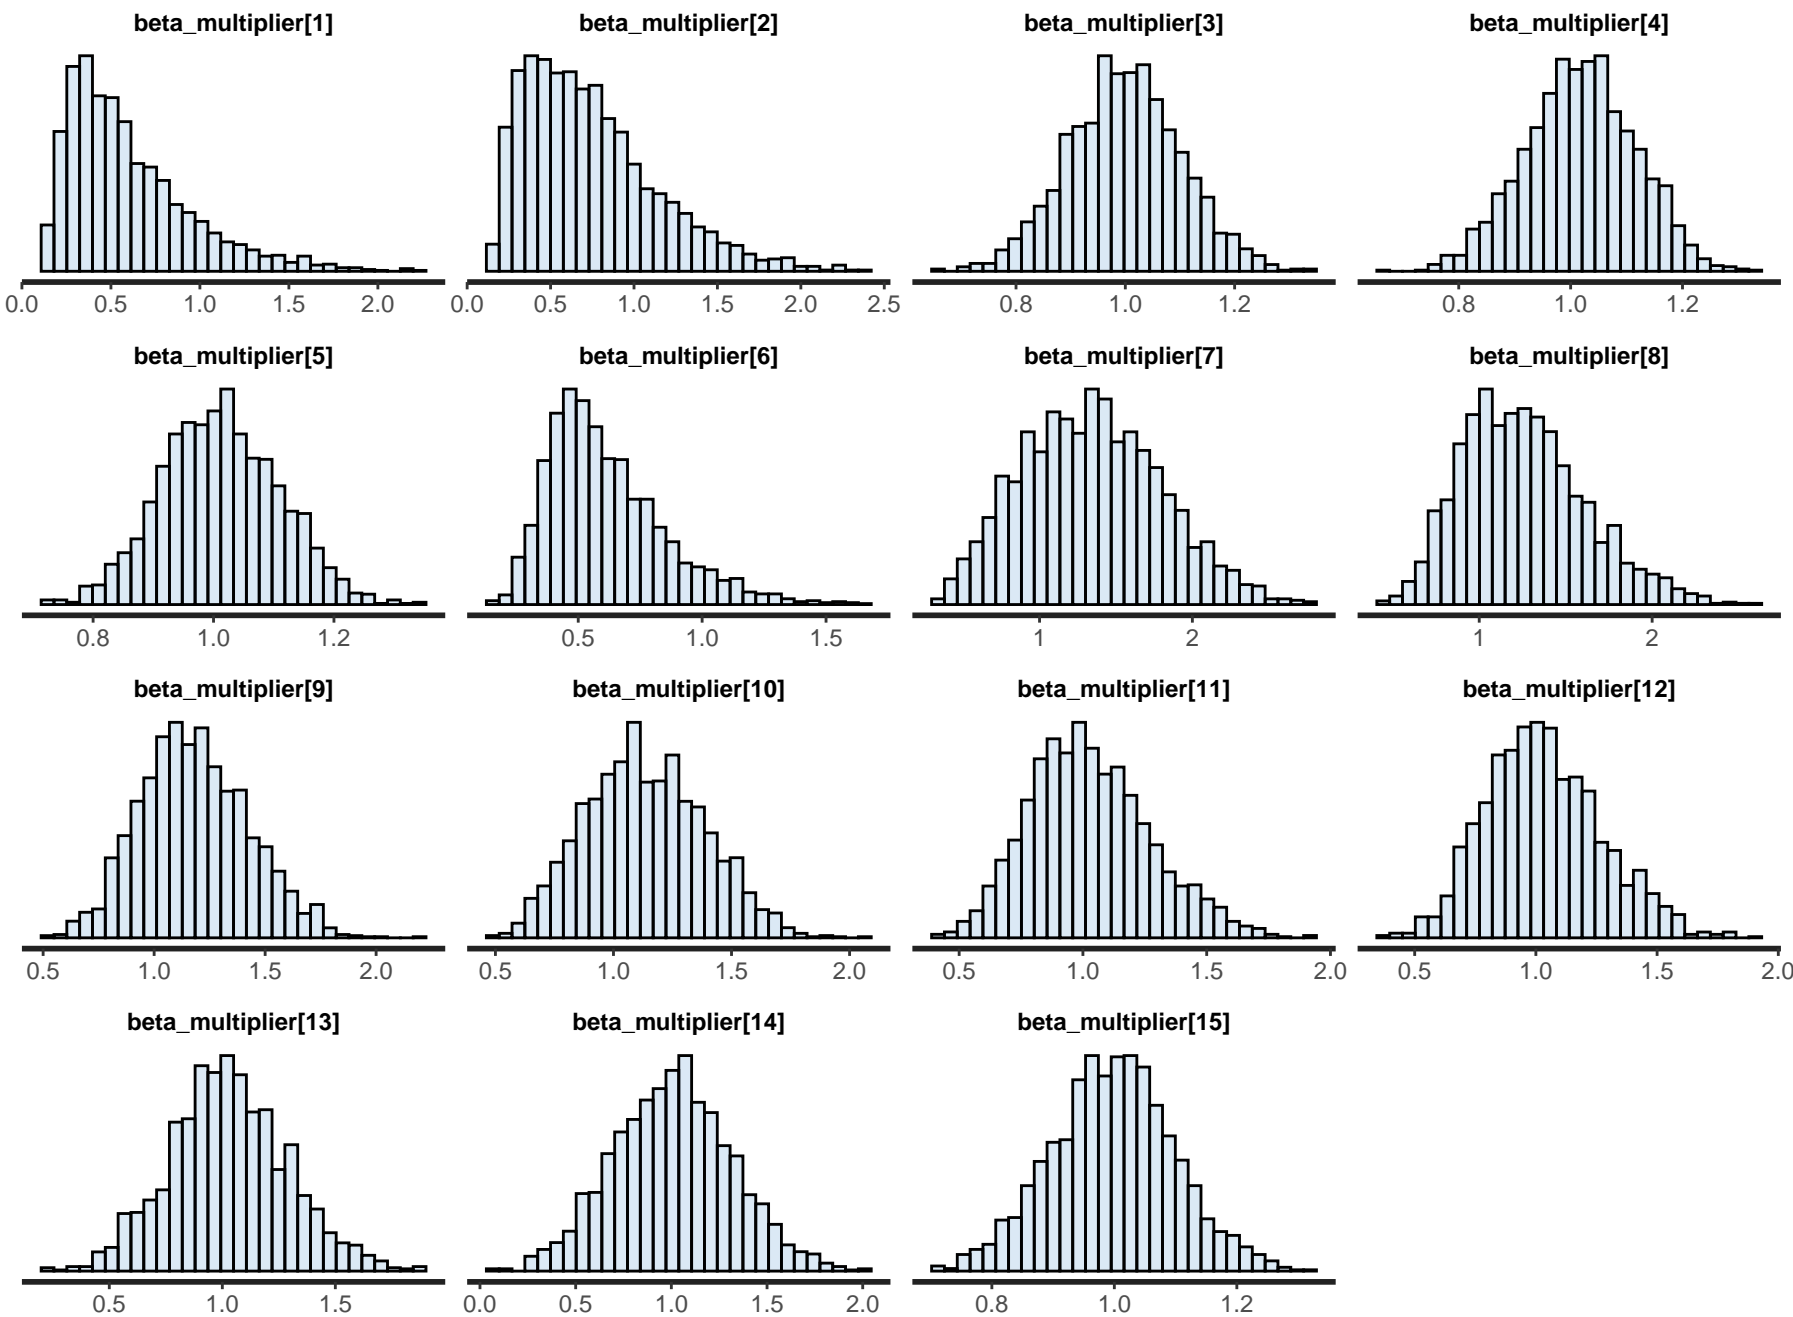 beta_multiplier[1] beta_multiplier[2] beta_multiplier[3] beta_multiplier[4]
0.0 0.5 1.0 1.5 2.0 0.0 0.5 1.0 1.5 2.0 2.5 0.8 1.0 1.2 0.8 1.0 1.2
beta_multiplier[5] beta_multiplier[6] beta_multiplier[7] beta_multiplier[8]
0.8 1.0 1.2 0.5 1.0 1.5 1 2 1 2
beta_multiplier[9] beta_multiplier[10] beta_multiplier[11] beta_multiplier[12]
0.5 1.0 1.5 2.0 0.5 1.0 1.5 2.0 0.5 1.0 1.5 2.0 0.5 1.0 1.5 2.0
beta_multiplier[13] beta_multiplier[14] beta_multiplier[15]
0.5 1.0 1.5 0.0 0.5 1.0 1.5 2.0 0.8 1.0 1.2